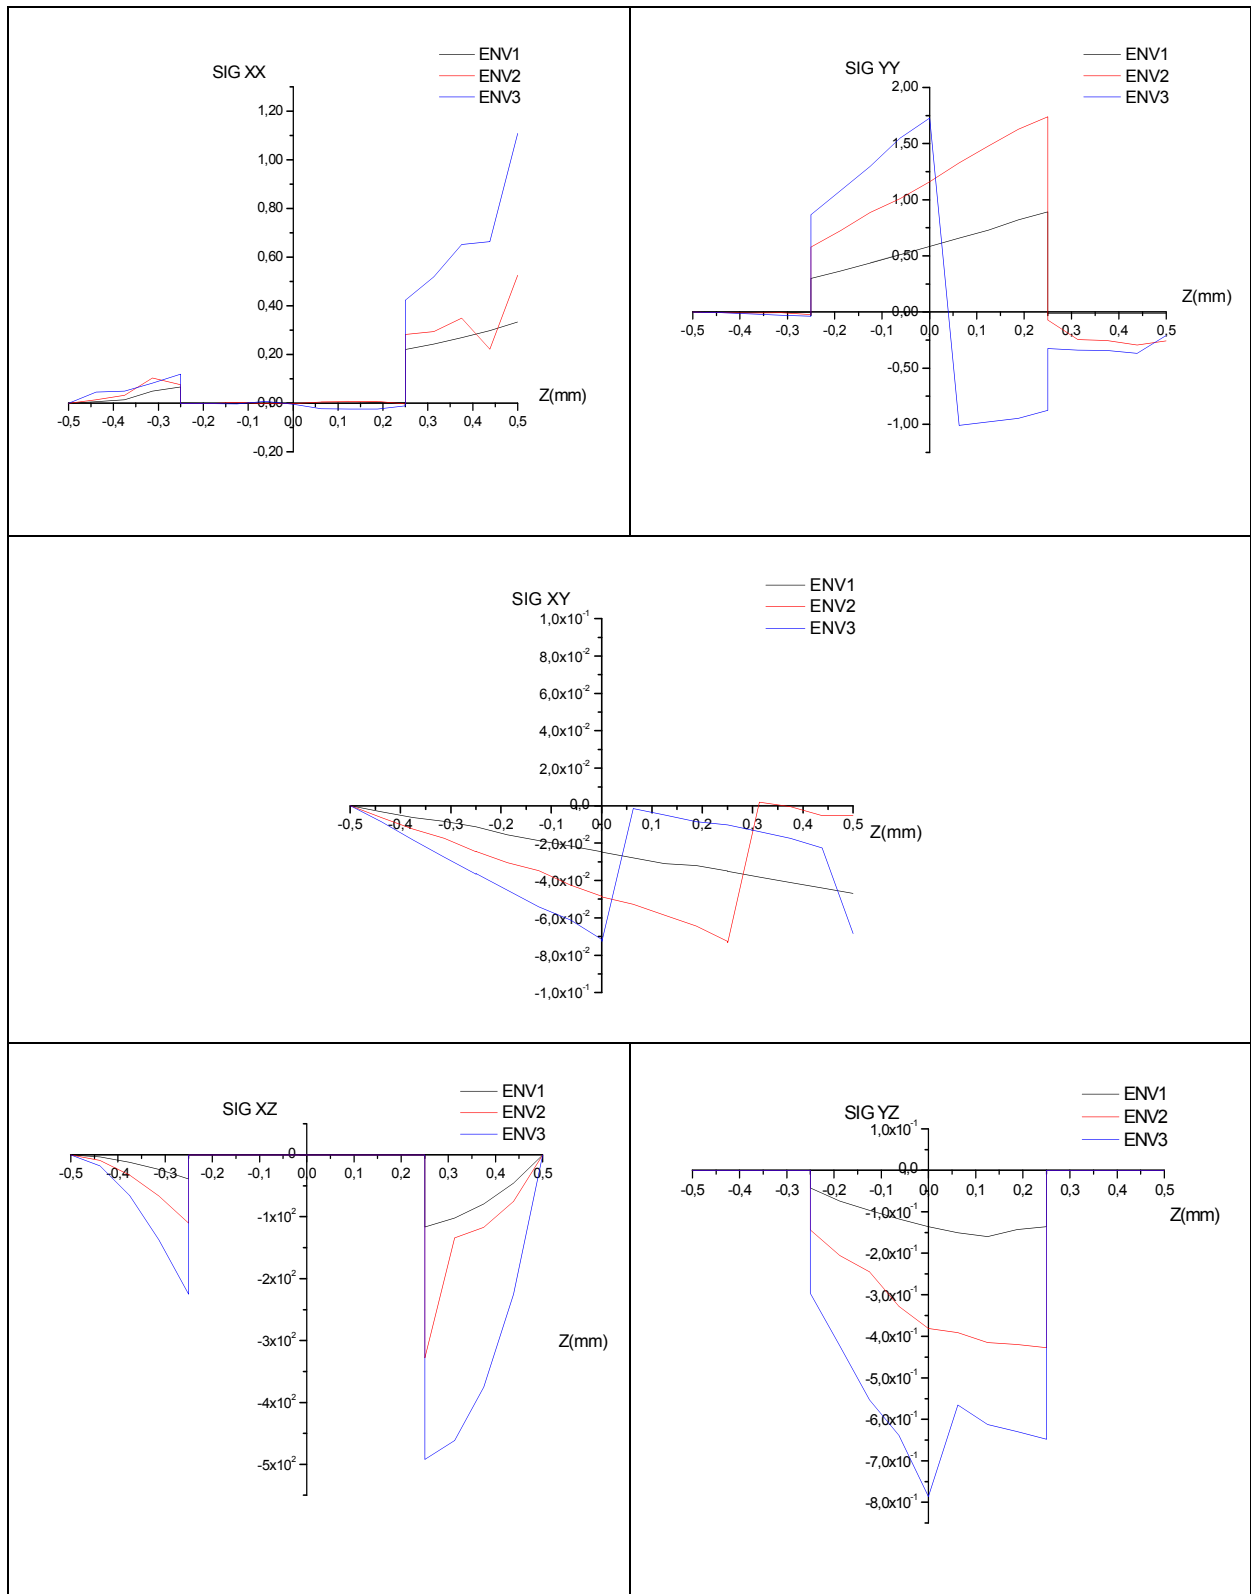 SIG XX
ENV1
ENV2
ENV3
1,20
1,00
0,80
0,60
0,40
0,20
0,00
-0,20
-0,5 -0,4 -0,3 -0,2 -0,1 0,0 0,1 0,2 0,3 0,4 0,5
Z(mm)
SIG YY
ENV1
ENV2
ENV3
2,00
1,50
1,00
0,50
0,00
-0,50
-1,00
-0,5 -0,4 -0,3 -0,2 -0,1 0,0 0,1 0,2 0,3 0,4 0,5
Z(mm)
SIG XY
ENV1
ENV2
ENV3
1,0x10⁻¹
8,0x10⁻²
6,0x10⁻²
4,0x10⁻²
2,0x10⁻²
0,0
-2,0x10⁻²
-4,0x10⁻²
-6,0x10⁻²
-8,0x10⁻²
-1,0x10⁻¹
-0,5 -0,4 -0,3 -0,2 -0,1 0,0 0,1 0,2 0,3 0,4 0,5
Z(mm)
SIG XZ
ENV1
ENV2
ENV3
0
-1x10²
-2x10²
-3x10²
-4x10²
-5x10²
-0,5 -0,4 -0,3 -0,2 -0,1 0,0 0,1 0,2 0,3 0,4 0,5
Z(mm)
SIG YZ
ENV1
ENV2
ENV3
1,0x10⁻¹
0,0
-1,0x10⁻¹
-2,0x10⁻¹
-3,0x10⁻¹
-4,0x10⁻¹
-5,0x10⁻¹
-6,0x10⁻¹
-7,0x10⁻¹
-8,0x10⁻¹
-0,5 -0,4 -0,3 -0,2 -0,1 0,0 0,1 0,2 0,3 0,4 0,5
Z(mm)